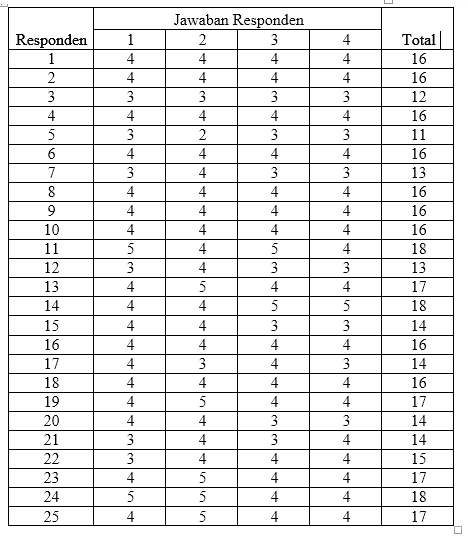 Jawaban Responden
Responden 1 2 3 4 Total
1 4 4 4 4 16
2 4 4 4 4 16
3 3 3 3 3 12
4 4 4 4 4 16
5 3 2 3 3 11
6 4 4 4 4 16
7 3 4 3 3 13
8 4 4 4 4 16
9 4 4 4 4 16
10 4 4 4 4 16
11 5 4 5 4 18
12 3 4 3 3 13
13 4 5 4 4 17
14 4 4 5 5 18
15 4 4 3 3 14
16 4 4 4 4 16
17 4 3 4 3 14
18 4 4 4 4 16
19 4 5 4 4 17
20 4 4 3 3 14
21 3 4 3 4 14
22 3 4 4 4 15
23 4 5 4 4 17
24 5 5 4 4 18
25 4 5 4 4 17